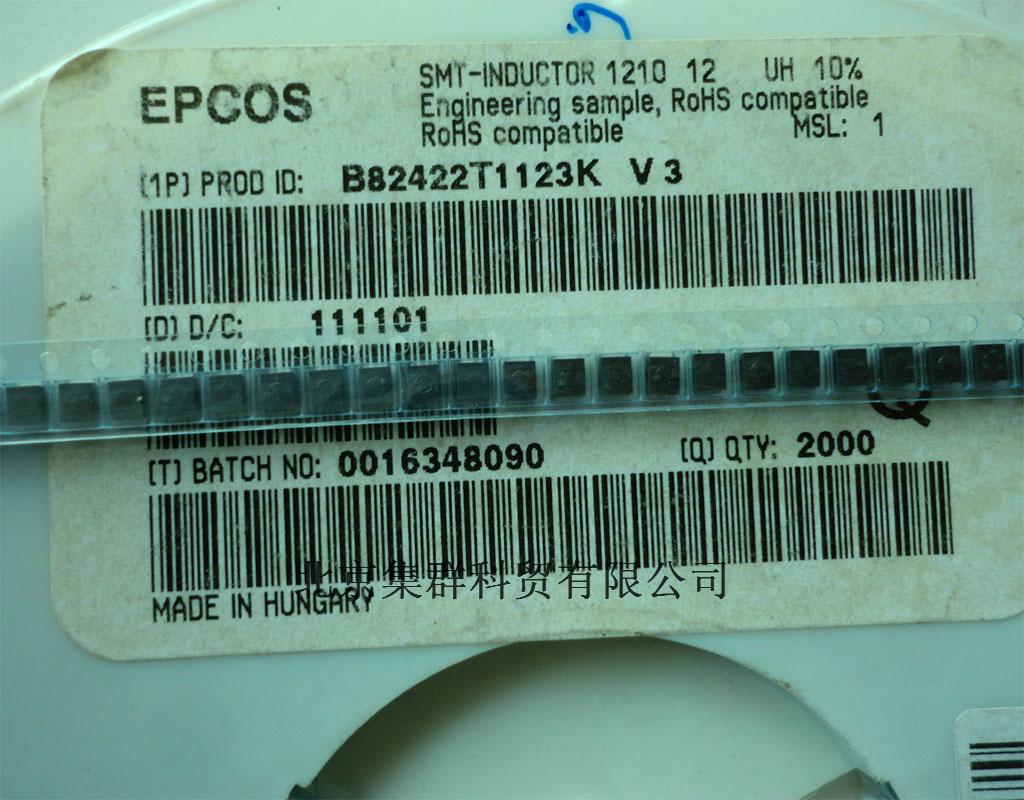 EPCOS
SMT-INDUCTOR 1210 12 UH 10%
Engineering sample, RoHS compatible
RoHS compatible MSL: 1
(1P) PROD ID: B82422T1123K V 3
(D) D/C: 111101
Q
(T) BATCH NO: 0016348090 (Q) QTY: 2000
北京集群科贸有限公司
MADE IN HUNGARY